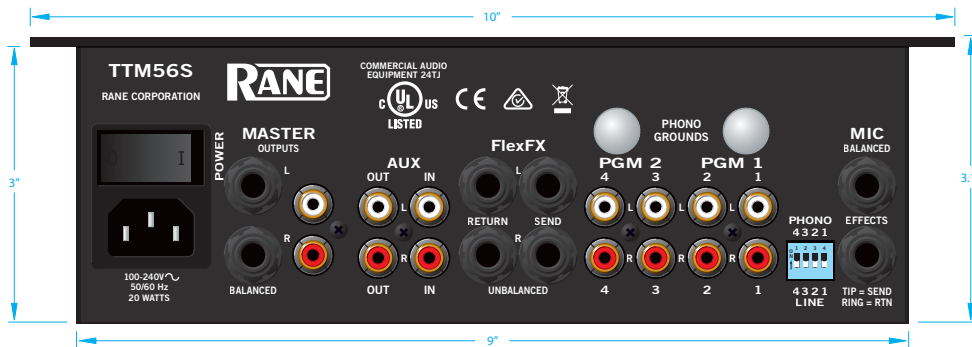 10"
TTM56S
RANE CORPORATION
RANE
COMMERCIAL AUDIO
EQUIPMENT 24TJ
C UL US
LISTED
CE
PHONO
GROUNDS
MIC
BALANCED
POWER
MASTER
OUTPUTS
AUX
OUT IN
FlexFX
PGM 2 PGM 1
4 3 2 1
L L L L L
3"
3.
RETURN SEND
EFFECTS
PHONO
4 3 2 1
O I
1 2 3 4
R R R R R
100-240V
50/60 Hz
20 WATTS
BALANCED
OUT IN
UNBALANCED
4 3 2 1
4 3 2 1
LINE
TIP = SEND
RING = RTN
9"